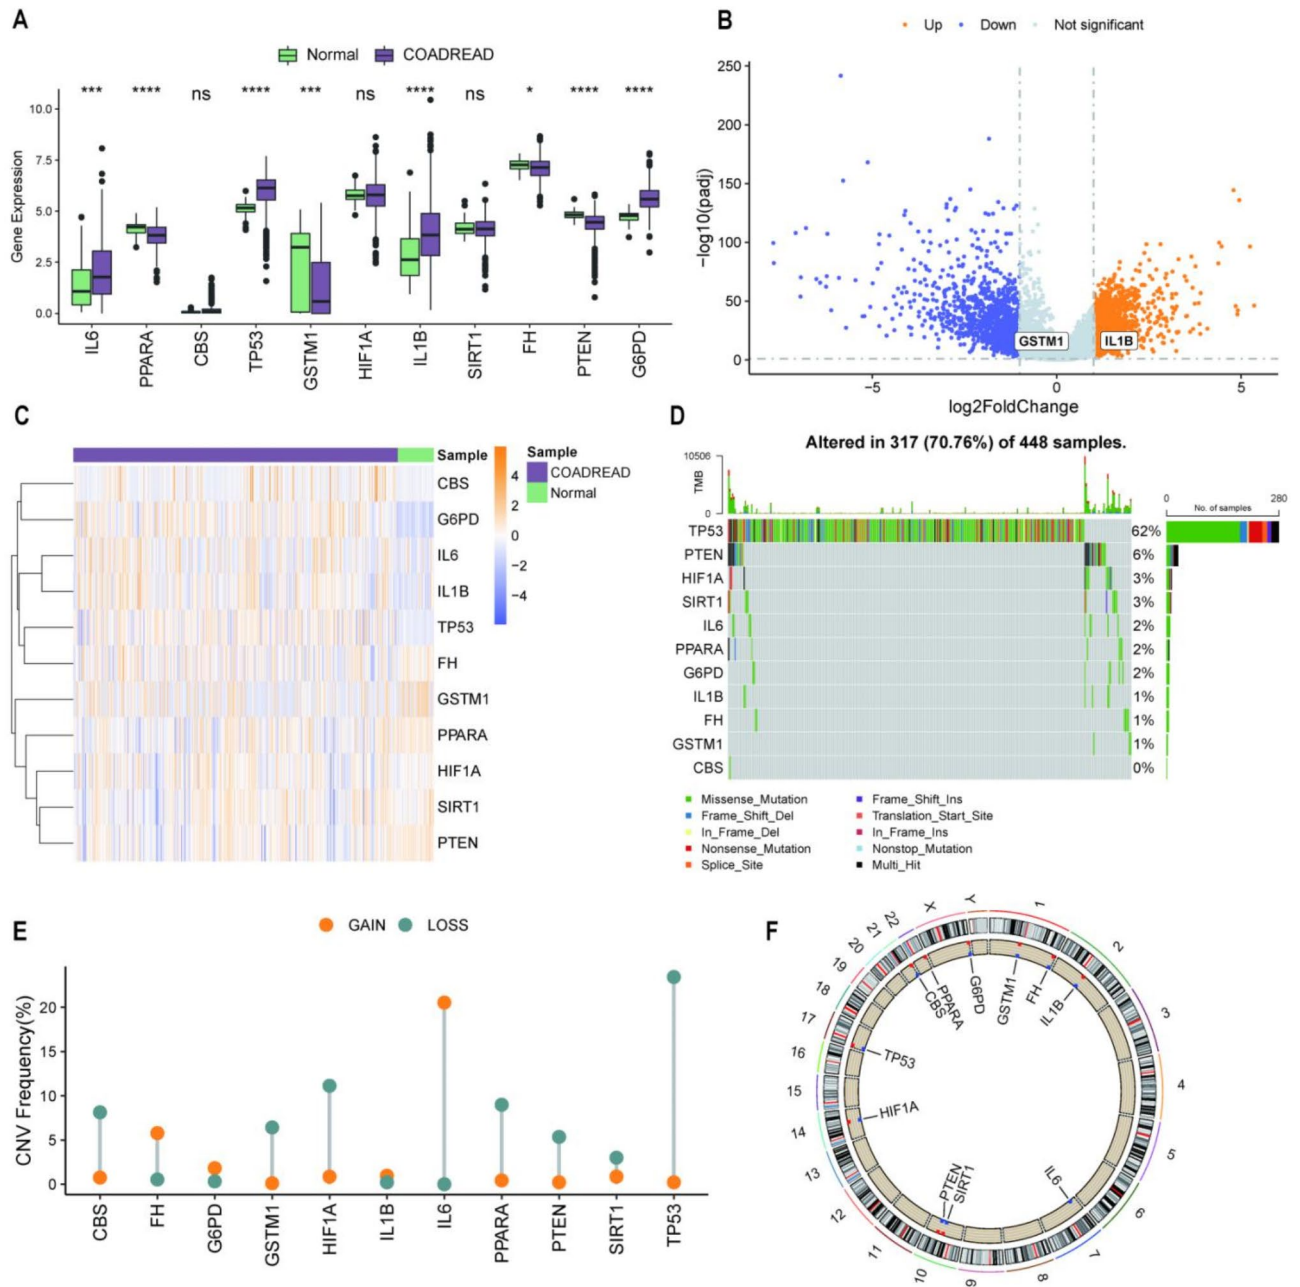 A
Normal COADREAD
*** **** ns **** *** ns **** ns * **** ****
Gene Expression
10.0
7.5
5.0
2.5
0.0
IL6 PPARA CBS TP53 GSTM1 HIF1A IL1B SIRT1 FH PTEN G6PD
B
Up Down Not significant
−log10(padj)
250
200
150
100
50
0
GSTM1 IL1B
−5 0 5
log2FoldChange
C
Sample
CBS
G6PD
IL6
IL1B
TP53
FH
GSTM1
PPARA
HIF1A
SIRT1
PTEN
4
2
0
−2
−4
Sample
COADREAD
Normal
D
Altered in 317 (70.76%) of 448 samples.
10506
TMB
0
0 280
No. of samples
TP53 62%
PTEN 6%
HIF1A 3%
SIRT1 3%
IL6 2%
PPARA 2%
G6PD 2%
IL1B 1%
FH 1%
GSTM1 1%
CBS 0%
Missense_Mutation Frame_Shift_Ins
Frame_Shift_Del Translation_Start_Site
In_Frame_Del In_Frame_Ins
Nonsense_Mutation Nonstop_Mutation
Splice_Site Multi_Hit
E
GAIN LOSS
CNV Frequency(%)
20
15
10
5
0
CBS FH G6PD GSTM1 HIF1A IL1B IL6 PPARA PTEN SIRT1 TP53
F
1
2
3
4
5
6
7
8
9
10
11
12
13
14
15
16
17
18
19
20
21
22
X
Y
GSTM1
FH
IL1B
IL6
SIRT1
PTEN
HIF1A
TP53
CBS
PPARA
G6PD